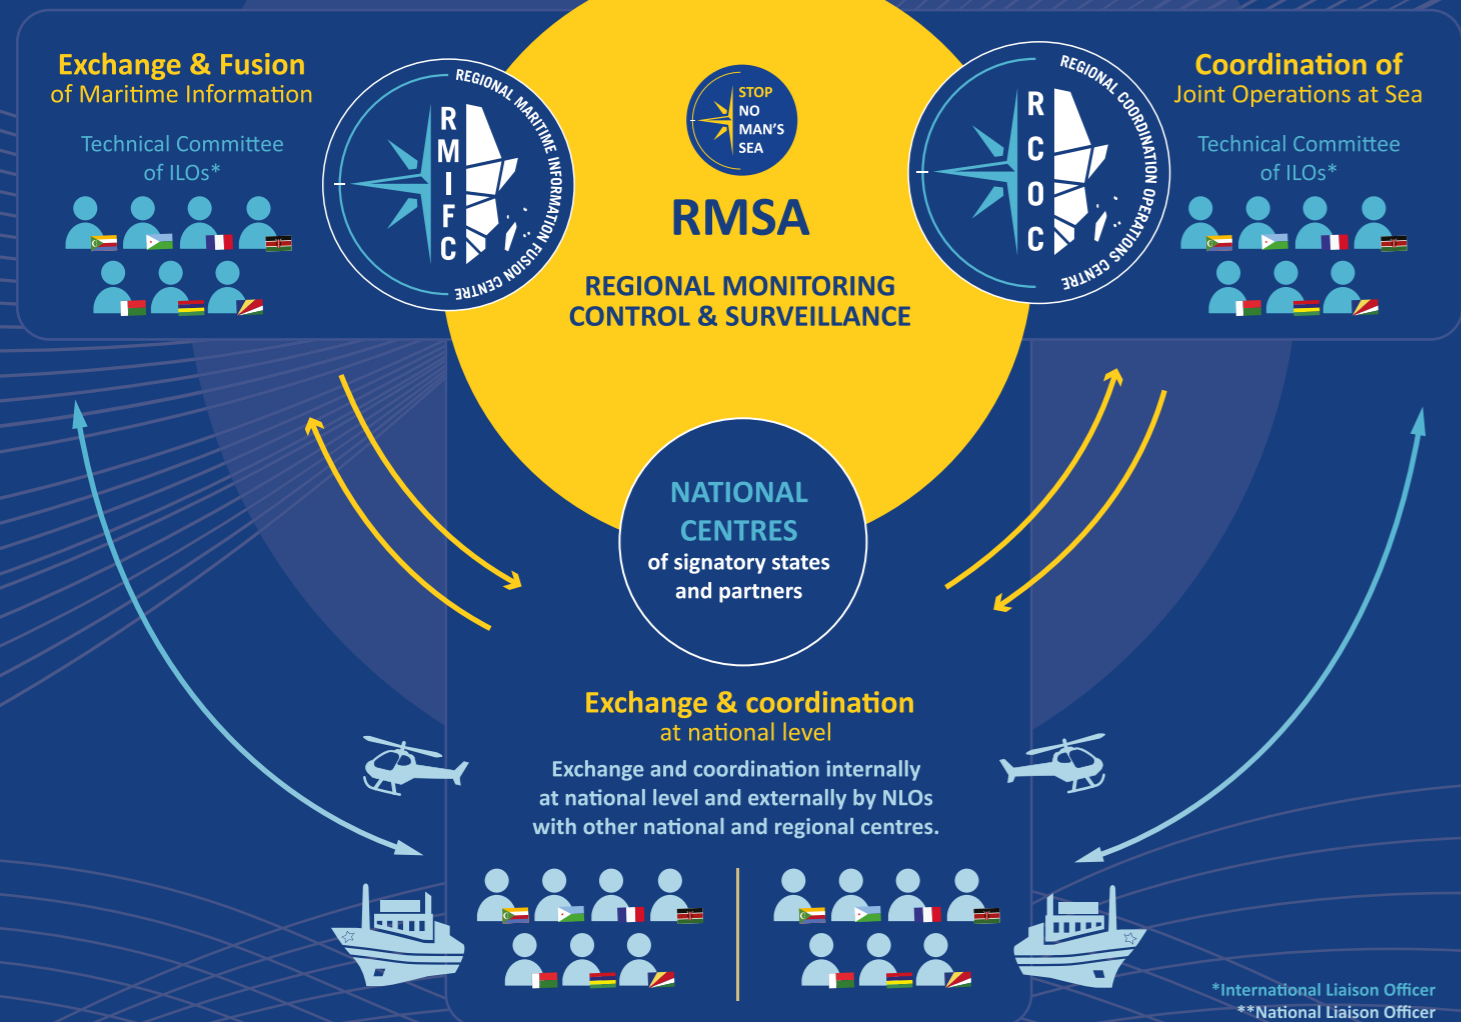 Exchange & Fusion
of Maritime Information
Technical Committee
of ILOs*
REGIONAL MARITIME INFORMATION FUSION CENTRE
R
M
I
F
C
STOP
NO
MAN'S
SEA
RMSA
REGIONAL MONITORING
CONTROL & SURVEILLANCE
REGIONAL COORDINATION OPERATIONS CENTRE
R
C
O
C
Coordination of
Joint Operations at Sea
Technical Committee
of ILOs*
NATIONAL
CENTRES
of signatory states
and partners
Exchange & coordination
at national level
Exchange and coordination internally
at national level and externally by NLOs
with other national and regional centres.
*International Liaison Officer
**National Liaison Officer